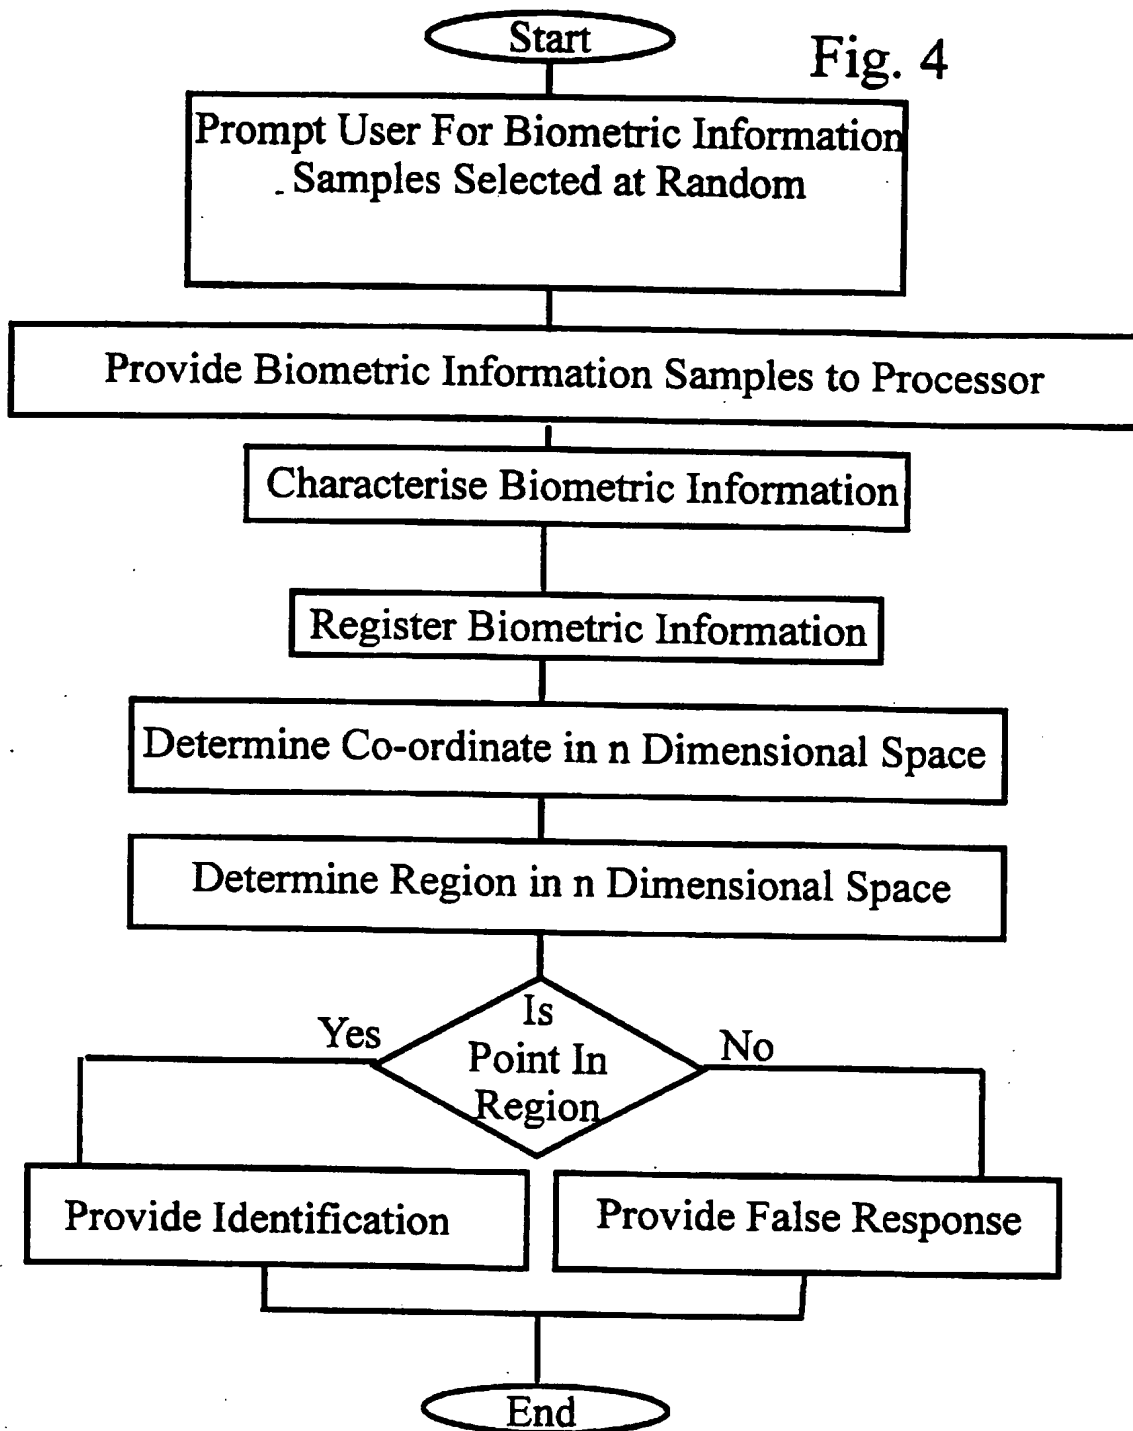 Start
Fig. 4
Prompt User For Biometric Information
Samples Selected at Random
Provide Biometric Information Samples to Processor
Characterise Biometric Information
Register Biometric Information
Determine Co-ordinate in n Dimensional Space
Determine Region in n Dimensional Space
Is
Point In
Region
Yes
No
Provide Identification
Provide False Response
End